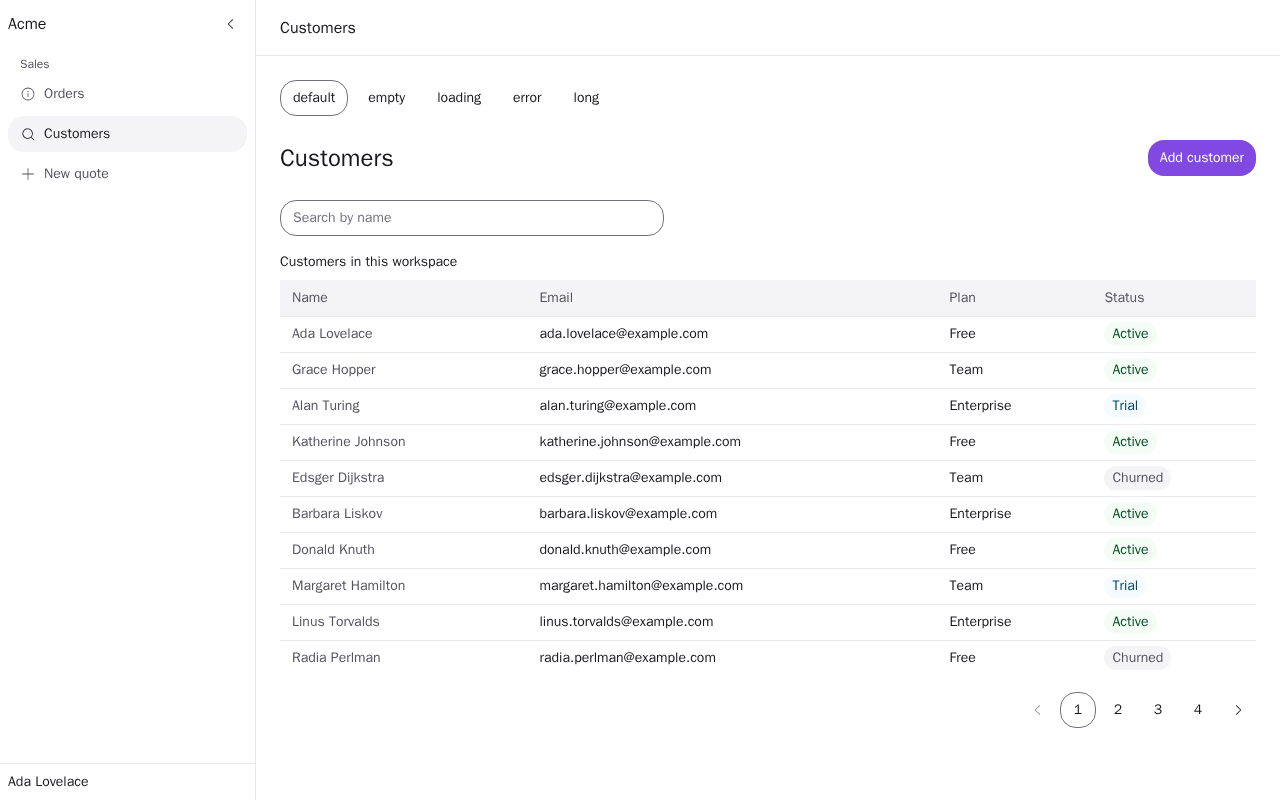 Acme
Sales
Orders
Customers
New quote
Ada Lovelace
Customers
default empty loading error long
Customers
Add customer
Search by name
Customers in this workspace
Name Email Plan Status
Ada Lovelace ada.lovelace@example.com Free Active
Grace Hopper grace.hopper@example.com Team Active
Alan Turing alan.turing@example.com Enterprise Trial
Katherine Johnson katherine.johnson@example.com Free Active
Edsger Dijkstra edsger.dijkstra@example.com Team Churned
Barbara Liskov barbara.liskov@example.com Enterprise Active
Donald Knuth donald.knuth@example.com Free Active
Margaret Hamilton margaret.hamilton@example.com Team Trial
Linus Torvalds linus.torvalds@example.com Enterprise Active
Radia Perlman radia.perlman@example.com Free Churned
1 2 3 4